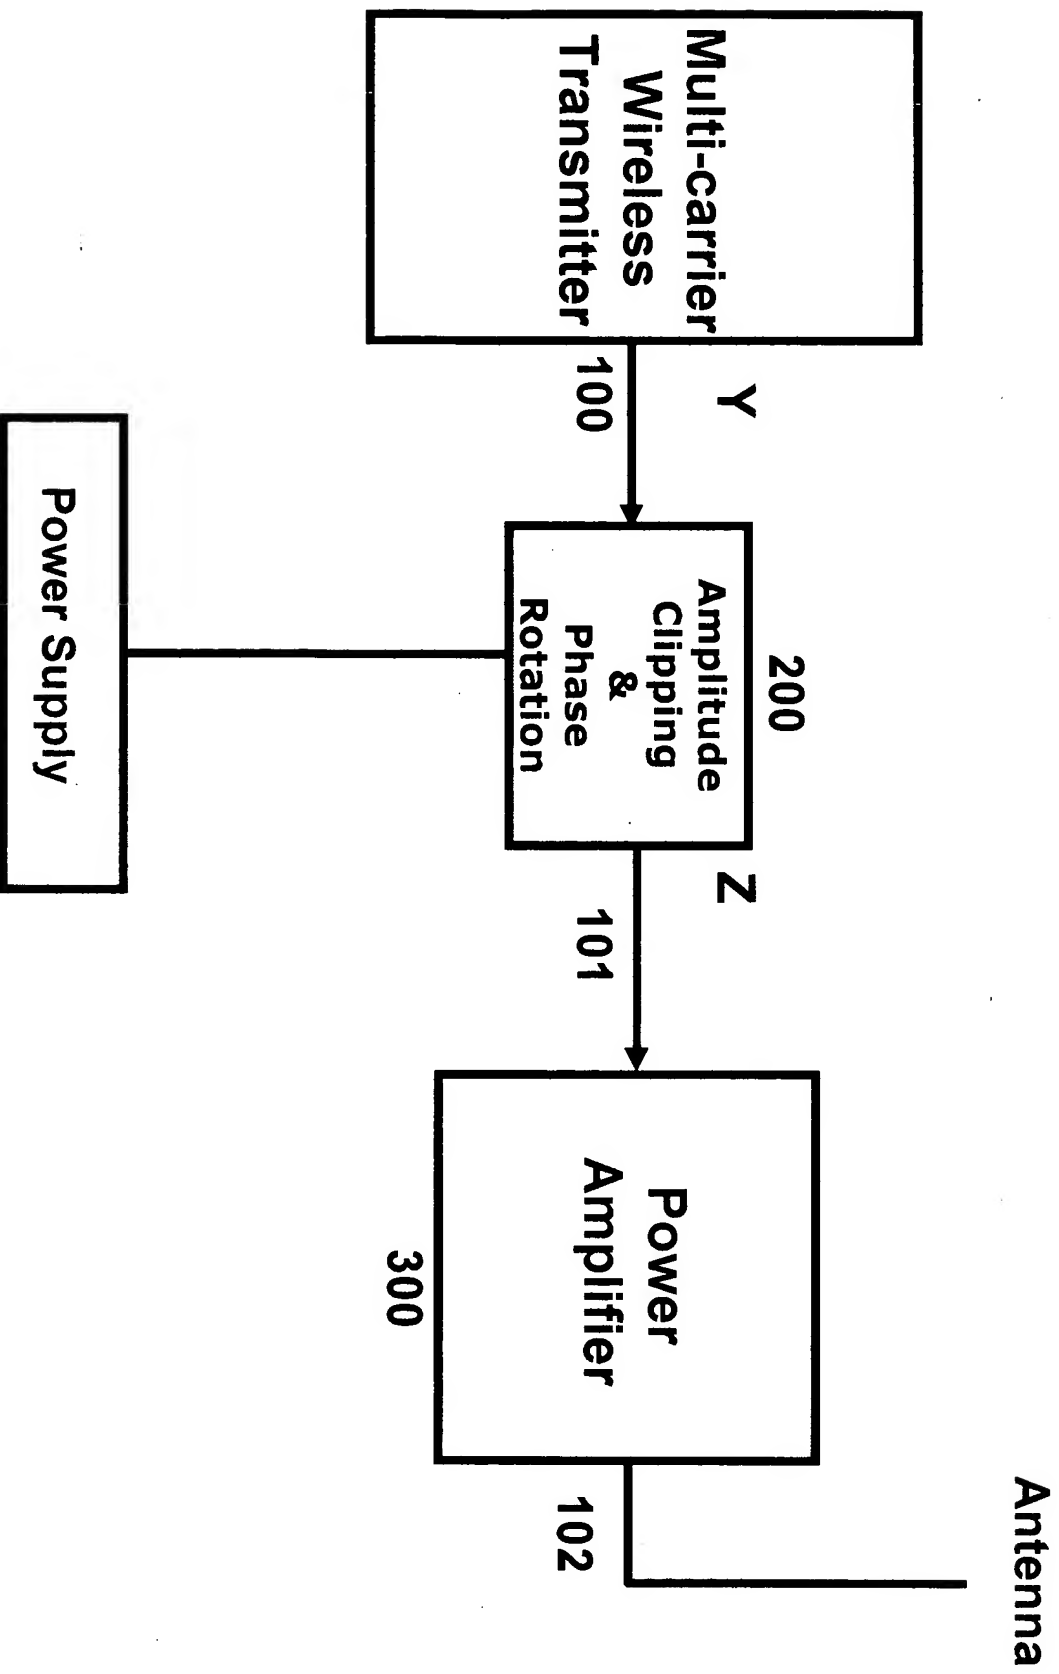 Multi-carrier
Wireless
Transmitter
Y
100
200
Amplitude
Clipping
&
Phase
Rotation
Z
101
Power
Amplifier
300
102
Antenna
Power Supply